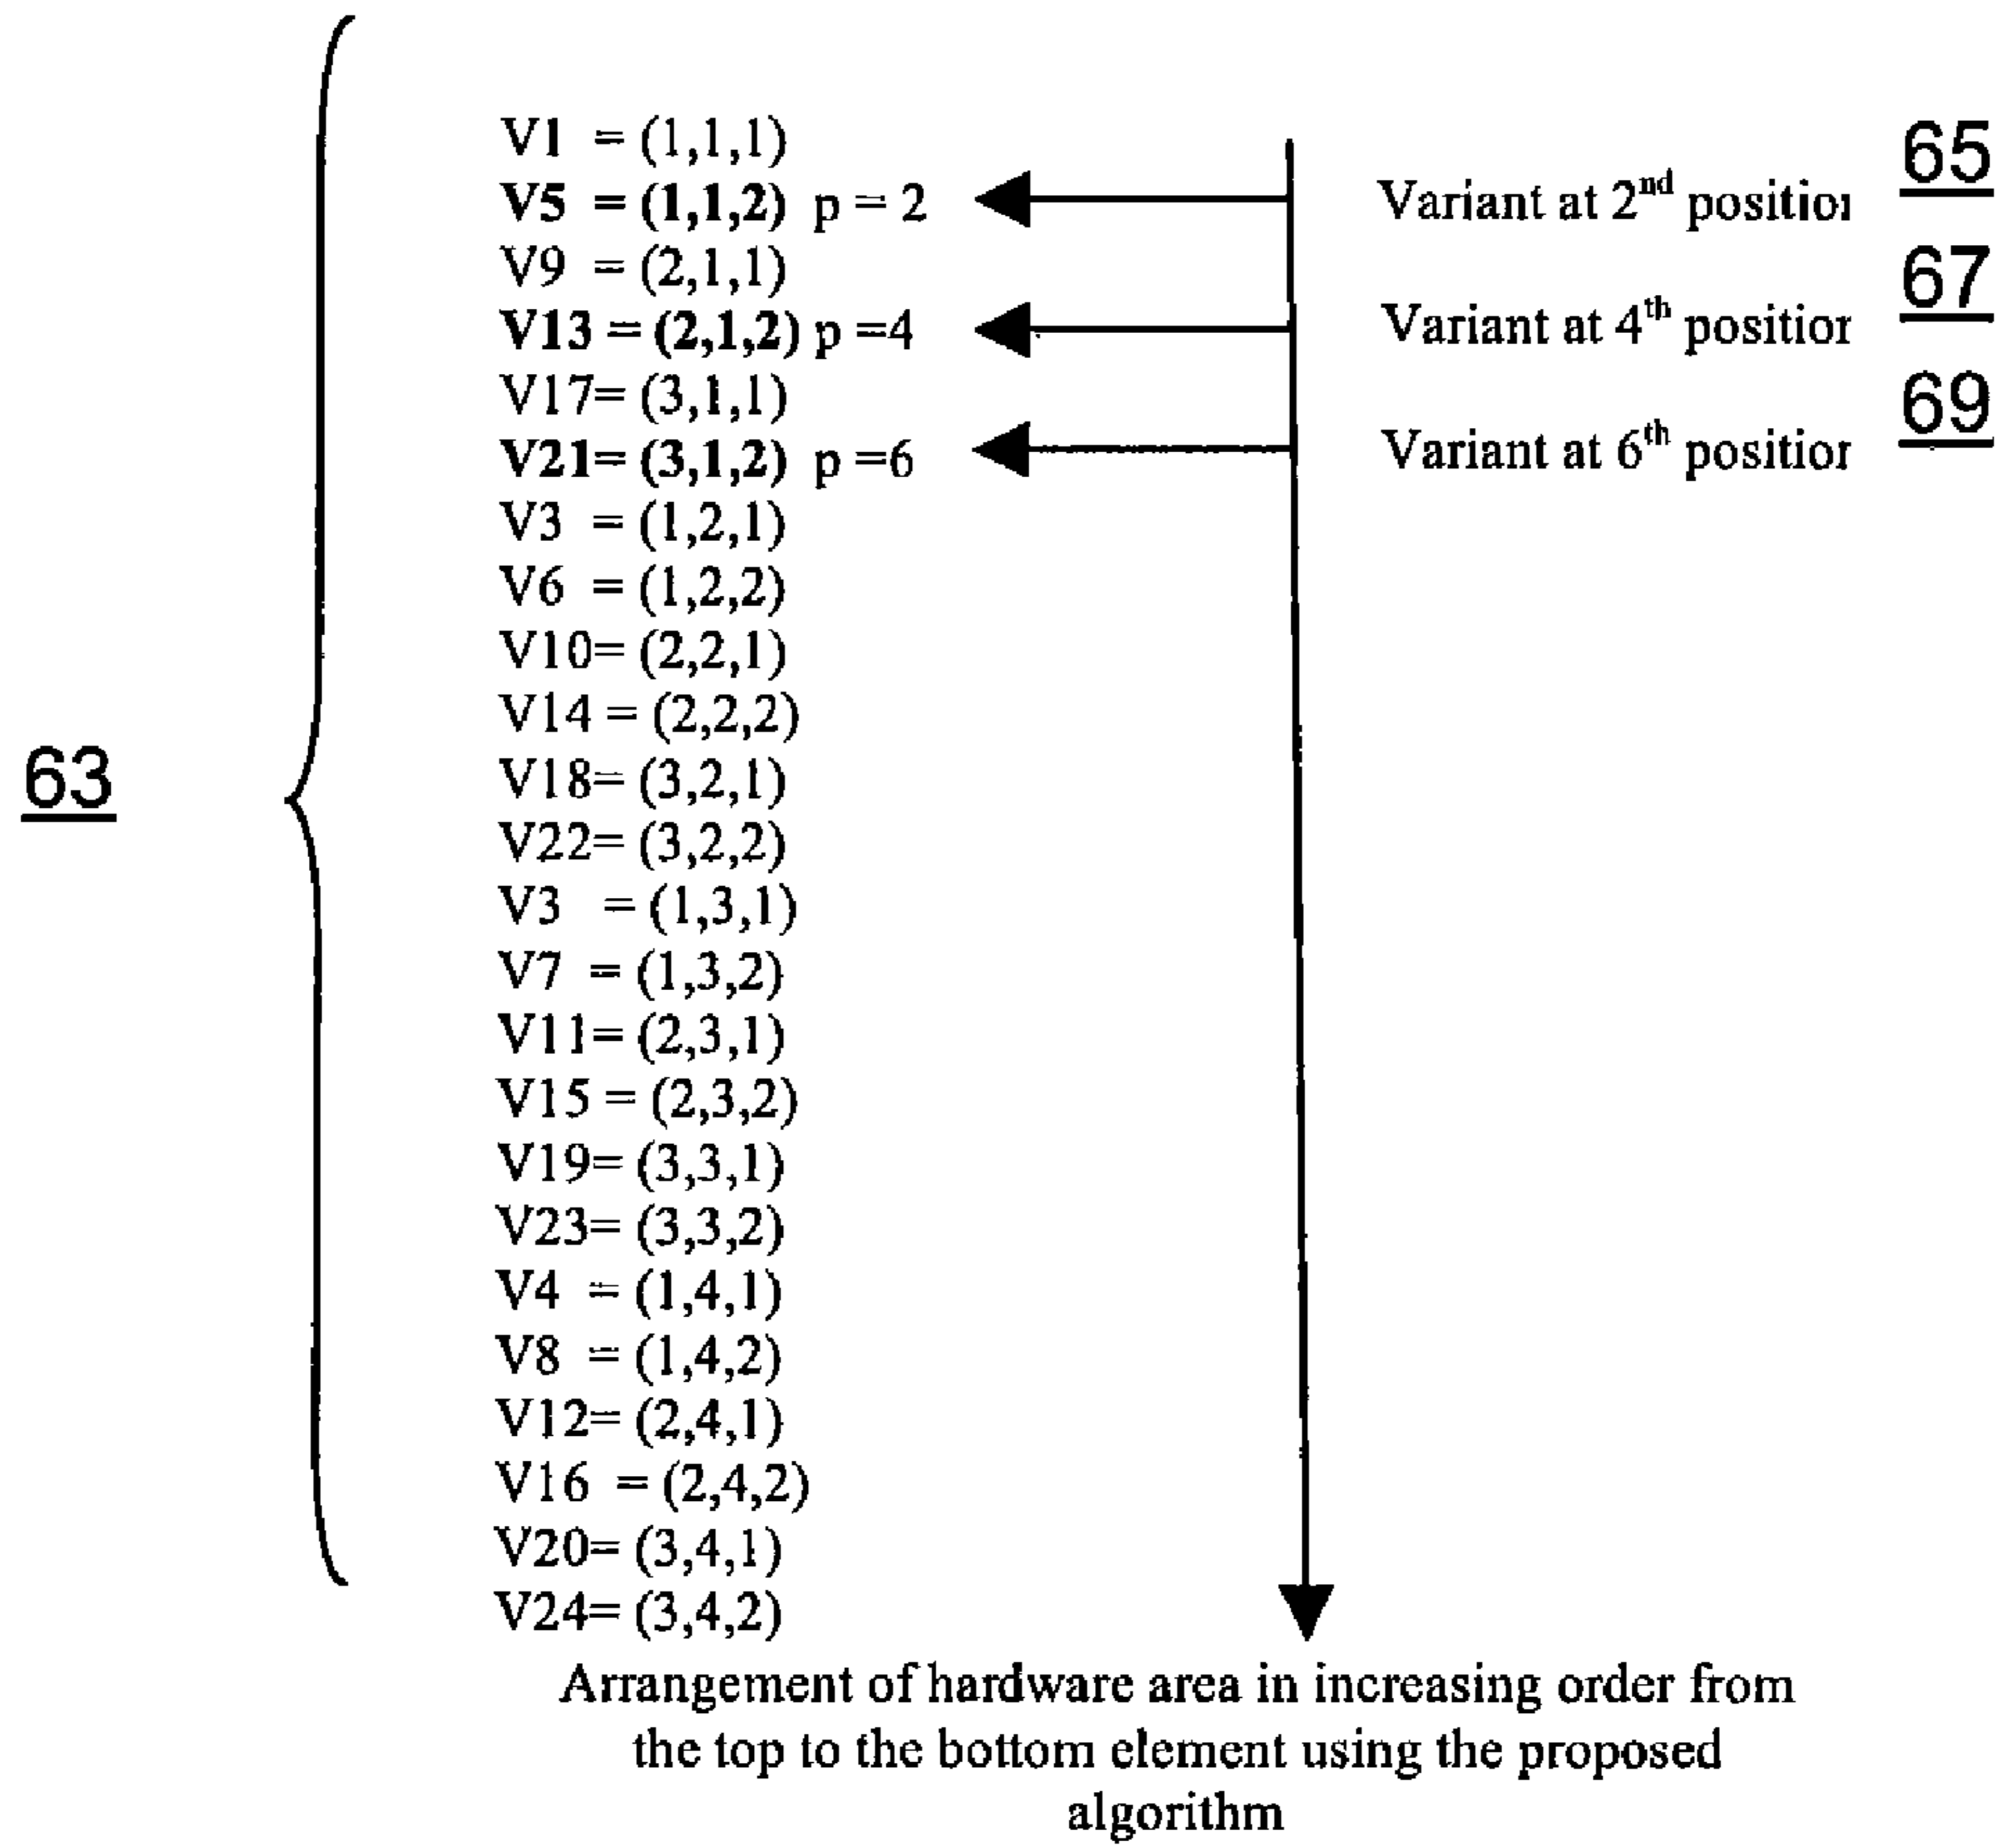 V1 = (1,1,1)
65
V5 = (1,1,2) p = 2
Variant at 2nd position
V9 = (2,1,1)
67
V13 = (2,1,2) p =4
Variant at 4th position
V17= (3,1,1)
69
V21= (3,1,2) p =6
Variant at 6th position
V3 = (1,2,1)
V6 = (1,2,2)
V10= (2,2,1)
V14 = (2,2,2)
63
V18= (3,2,1)
V22= (3,2,2)
V3 = (1,3,1)
V7 = (1,3,2)
V11= (2,3,1)
V15 = (2,3,2)
V19= (3,3,1)
V23= (3,3,2)
V4 = (1,4,1)
V8 = (1,4,2)
V12= (2,4,1)
V16 = (2,4,2)
V20= (3,4,1)
V24= (3,4,2)
Arrangement of hardware area in increasing order from
the top to the bottom element using the proposed
algorithm